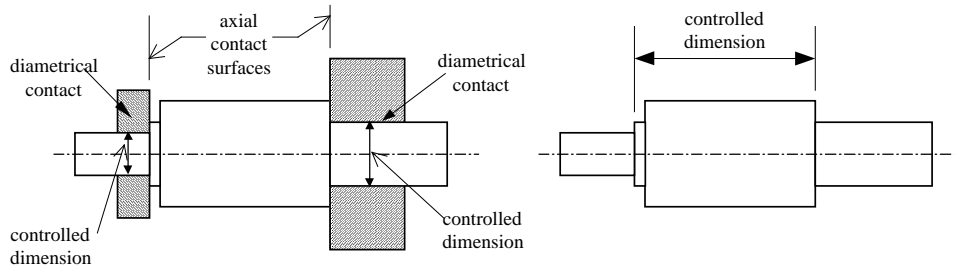 axial
contact
surfaces
diametrical
contact
diametrical
contact
controlled
dimension
controlled
dimension
controlled
dimension